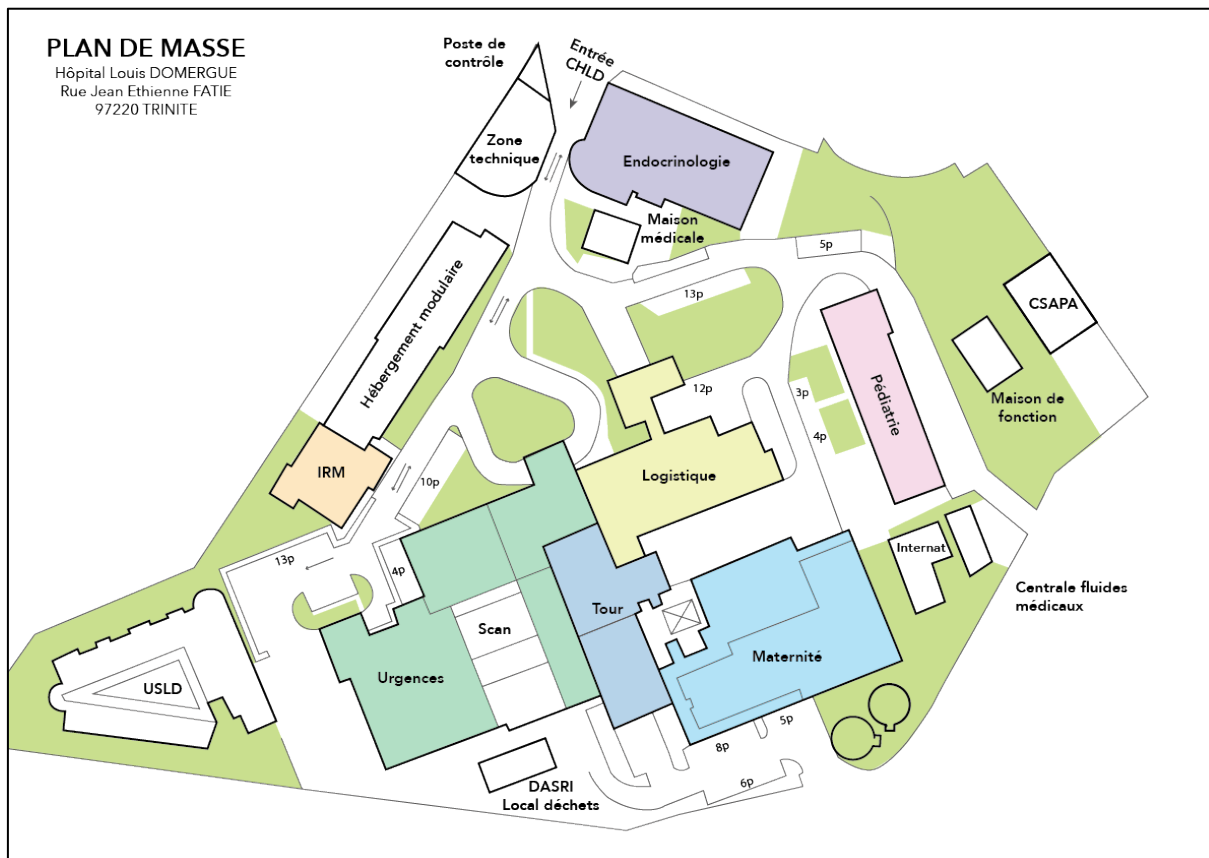 PLAN DE MASSE
Hôpital Louis DOMERGUE
Rue Jean Ethienne FATIE
97220 TRINITE
Poste de
contrôle
Entrée
CHLD
Zone
technique
Endocrinologie
Maison
médicale
5p
13p
CSAPA
Hébergement modulaire
12p
3p
Pédiatrie
Maison de
fonction
4p
IRM
10p
Logistique
13p
4p
Internat
Centrale fluides
médicaux
Tour
Scan
Maternité
Urgences
USLD
5p
8p
6p
DASRI
Local déchets